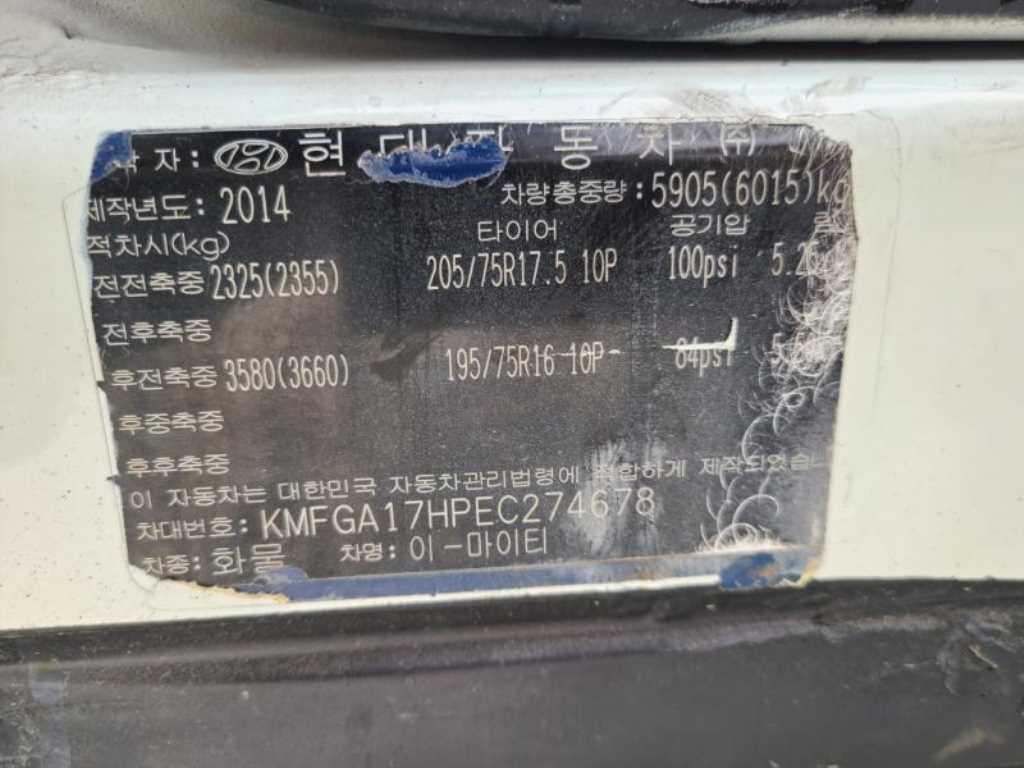 작 자: 현대자동차(주)
제작년도: 2014 차량총중량: 5905(6015)kg
적차시(kg) 타이어 공기압
전전축중 2325(2355) 205/75R17.5 10P 100psi
전후축중
후전축중 3580(3660) 195/75R16 10P 84psi
후중축중
후후축중
이 자동차는 대한민국 자동차관리법령에 적합하게 제작되었습
차대번호: KMFGA17HPEC274678
차종: 화물 차명: 이-마이티